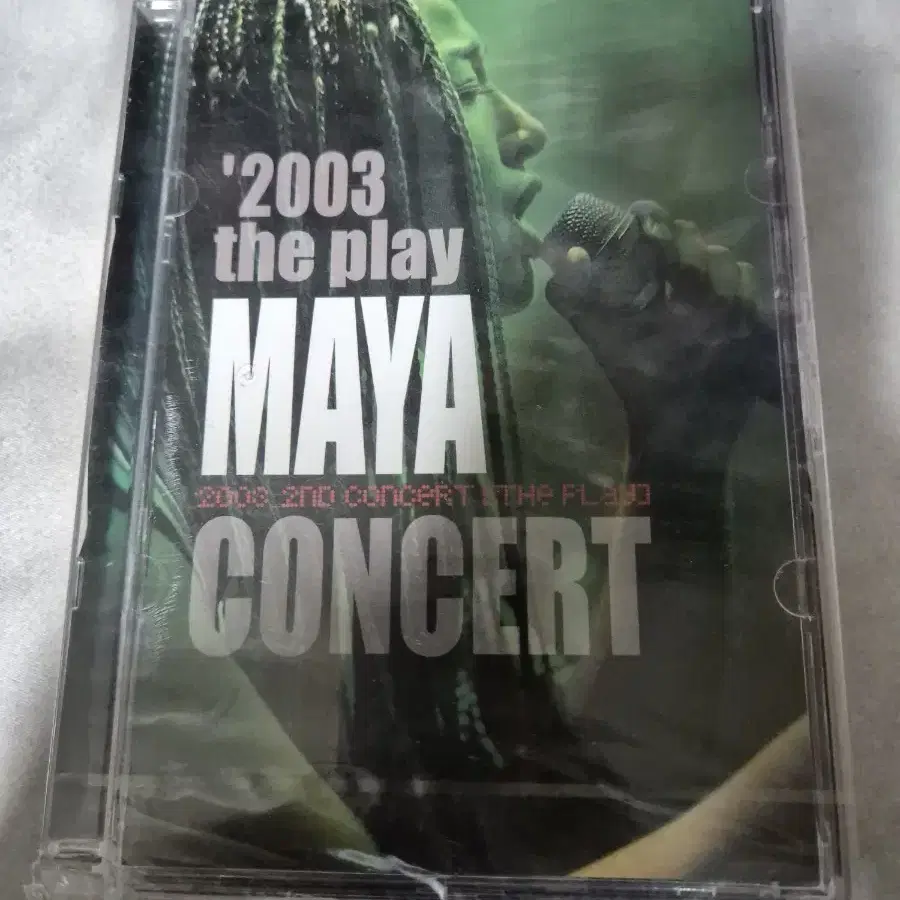 '2003
the play
MAYA
2003 2ND CONCERT [THE PLAY]
CONCERT